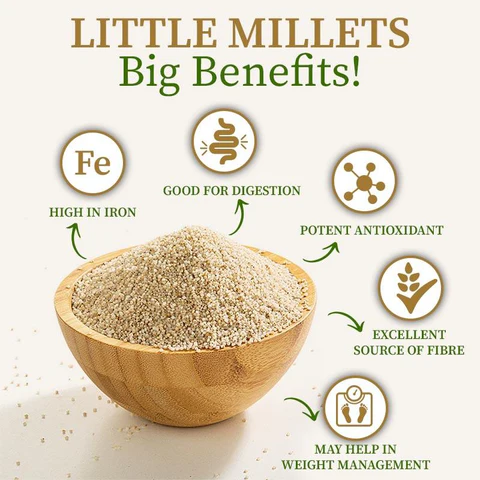 LITTLE MILLETS
Big Benefits!
Fe
HIGH IN IRON
GOOD FOR DIGESTION
POTENT ANTIOXIDANT
EXCELLENT
SOURCE OF FIBRE
MAY HELP IN
WEIGHT MANAGEMENT